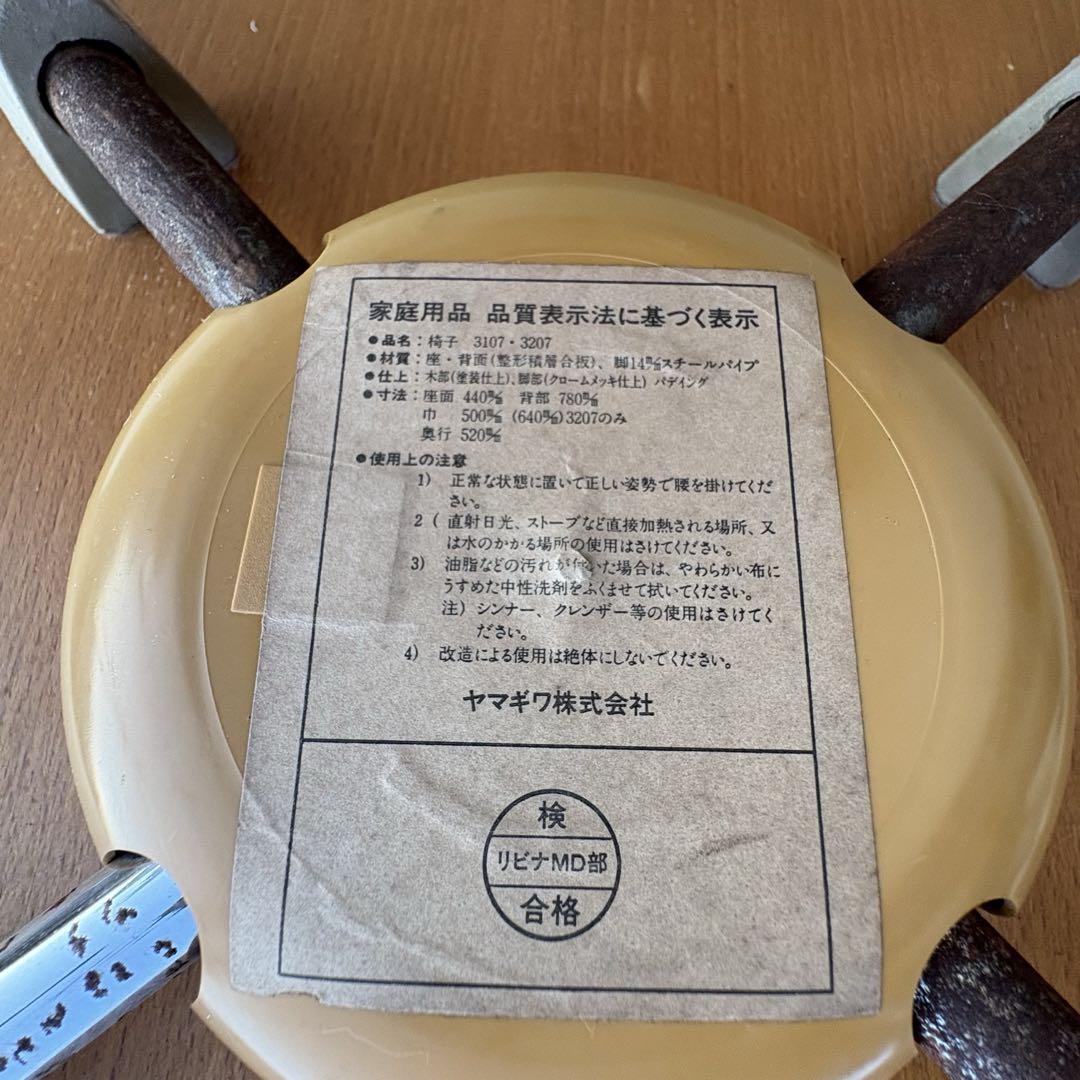 家庭用品 品質表示法に基づく表示
●品名：椅子 3107・3207
●材質：座・背面(整形積層合板)、脚14㎜スチールパイプ
●仕上：木部(塗装仕上)、脚部(クロームメッキ仕上) パデイング
●寸法：座面 440㎜ 背部 780㎜
巾 500㎜ (640㎜)3207のみ
奥行 520㎜
●使用上の注意
1) 正常な状態に置いて正しい姿勢で腰を掛けてくだ
さい。
2( 直射日光、ストーブなど直接加熱される場所、又
は水のかかる場所の使用はさけてください。
3) 油脂などの汚れが付いた場合は、やわらかい布に
うすめた中性洗剤をふくませて拭いてください。
注) シンナー、クレンザー等の使用はさけてく
ださい。
4) 改造による使用は絶体にしないでください。
ヤマギワ株式会社
検
リビナMD部
合格